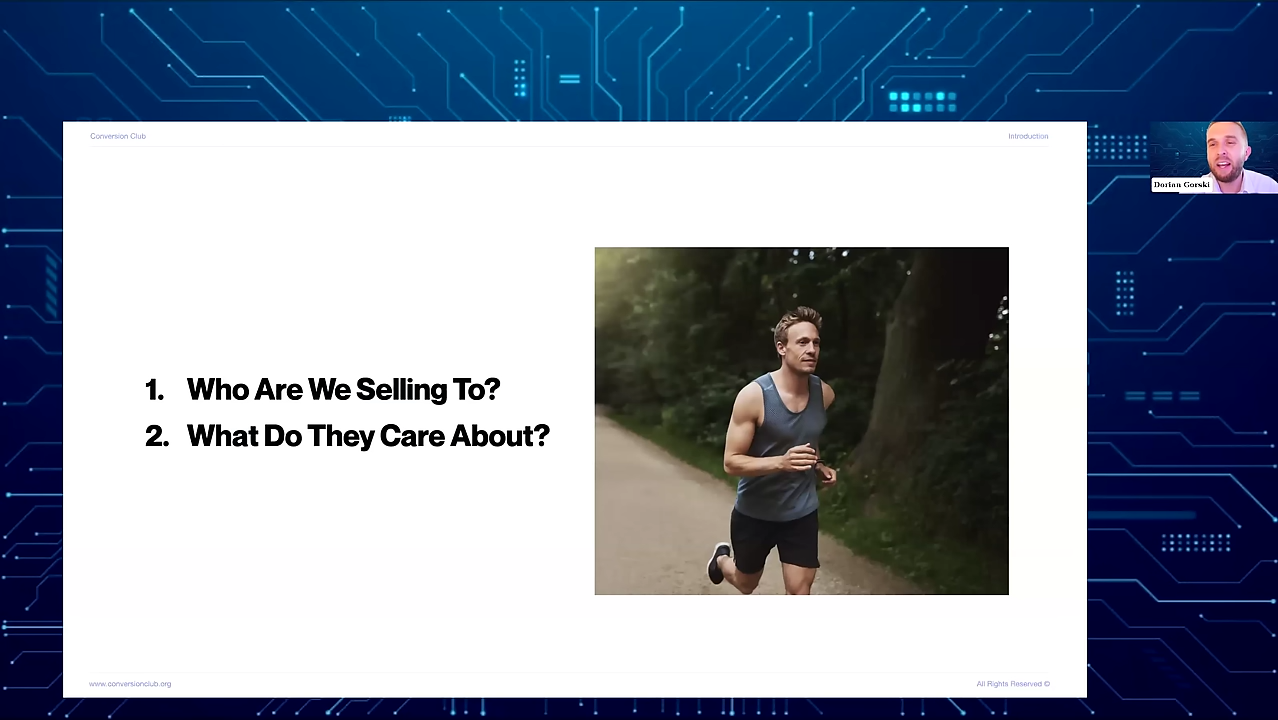 Conversion Club
Introduction
Dorian Gorski
1. Who Are We Selling To?
2. What Do They Care About?
www.conversionclub.org
All Rights Reserved ©